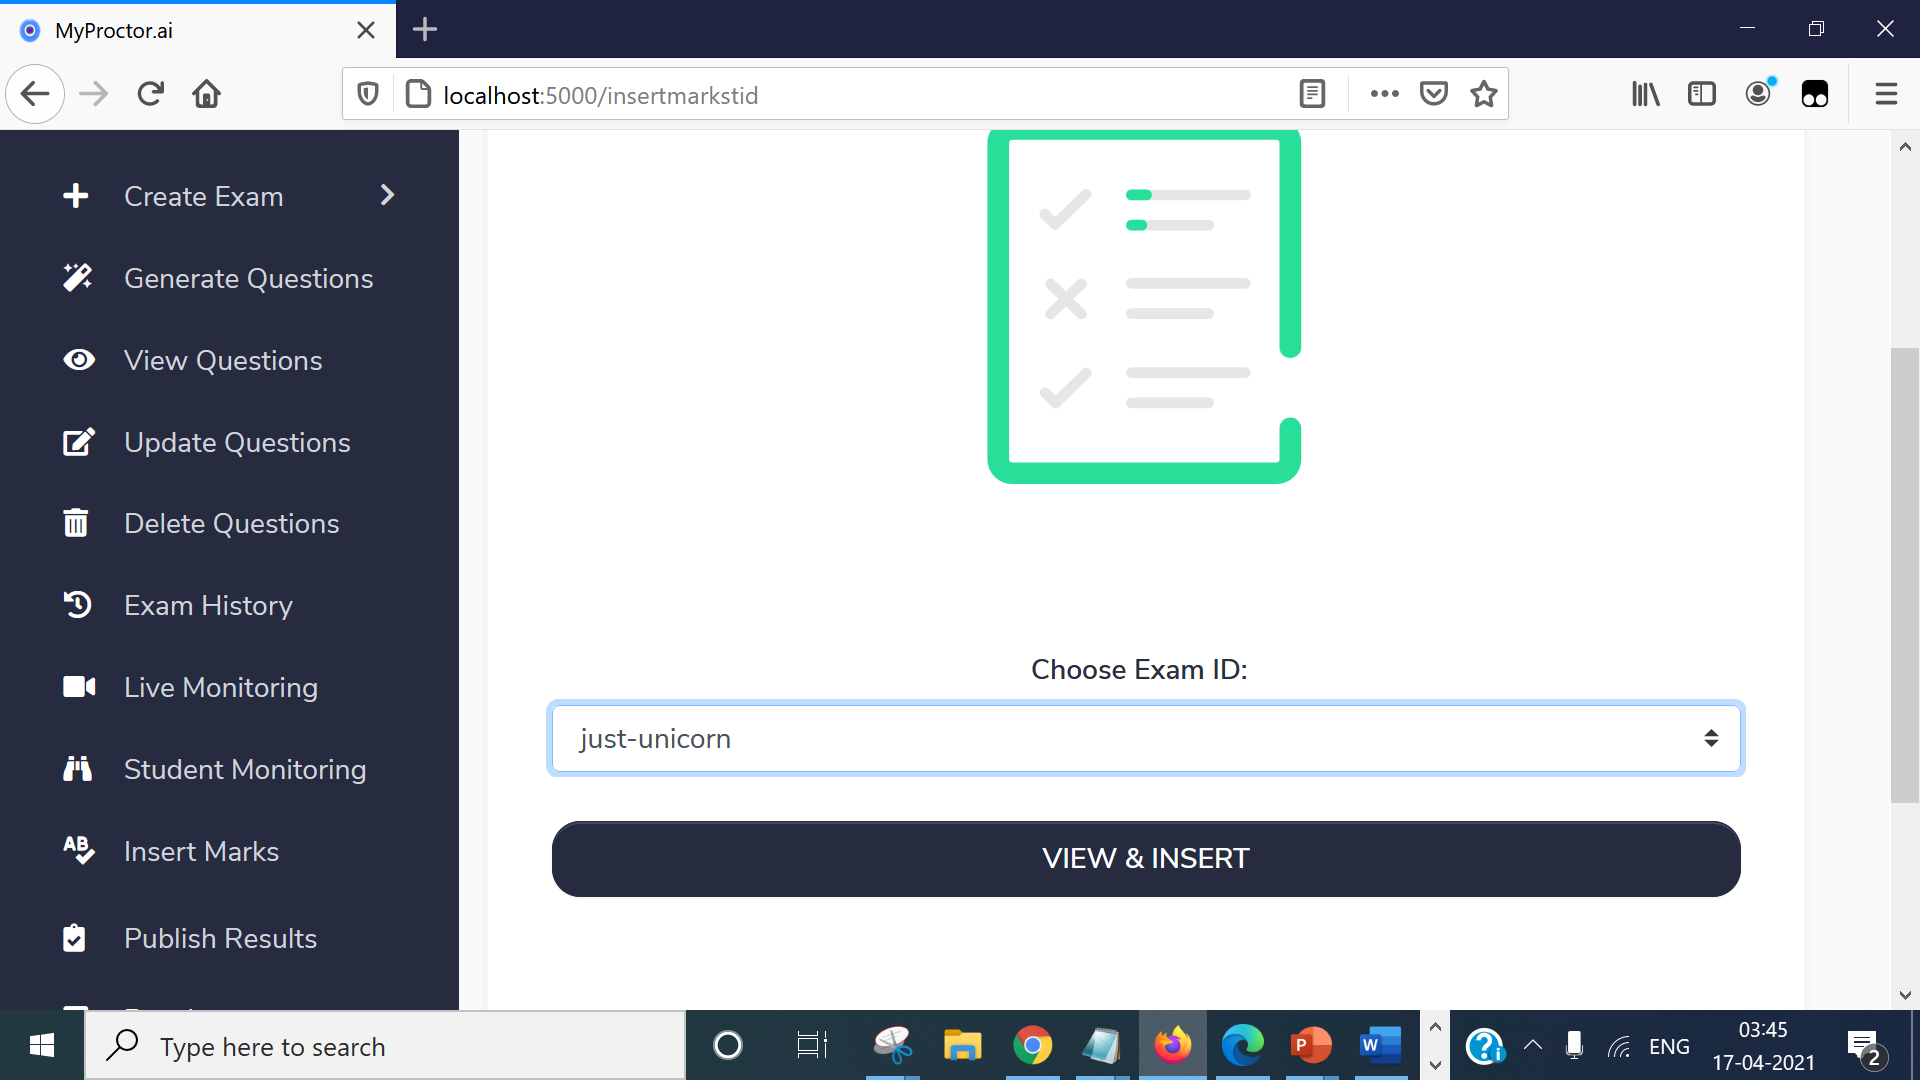 MyProctor.ai
localhost:5000/insertmarkstid
Create Exam
Generate Questions
View Questions
Update Questions
Delete Questions
Exam History
Live Monitoring
Student Monitoring
Insert Marks
Publish Results
Choose Exam ID:
just-unicorn
VIEW & INSERT
Type here to search
ENG
03:45
17-04-2021
2